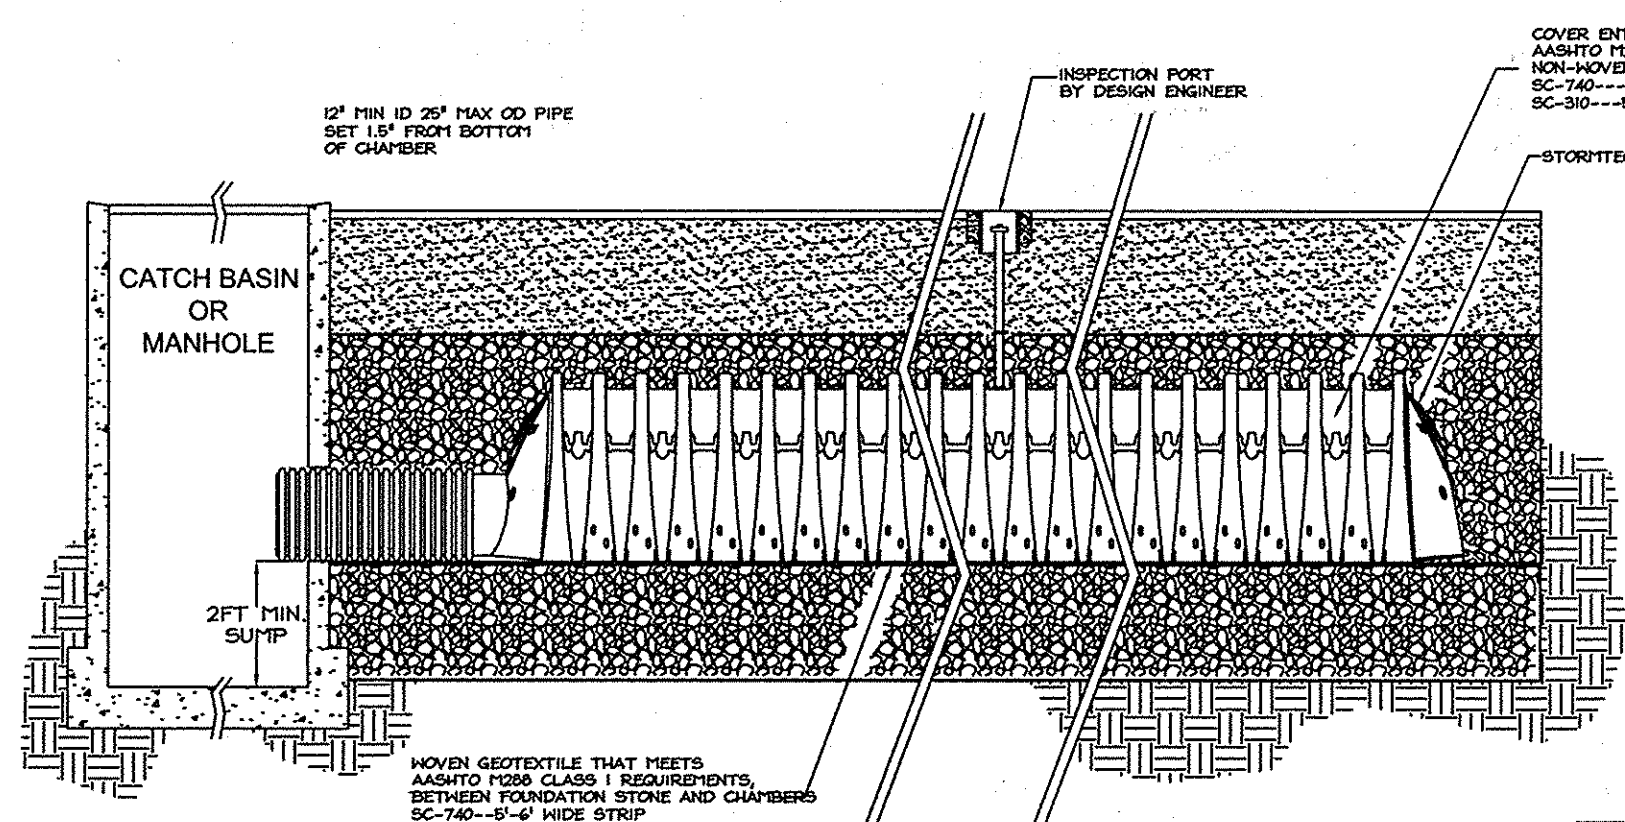 COVER ENT
AASHTO M
NON-WOVE
SC-740---
SC-310---
INSPECTION PORT
BY DESIGN ENGINEER
12" MIN ID 25" MAX OD PIPE
SET 1.5" FROM BOTTOM
OF CHAMBER
STORMTE
CATCH BASIN
OR
MANHOLE
2FT MIN.
SUMP
WOVEN GEOTEXTILE THAT MEETS
AASHTO M288 CLASS 1 REQUIREMENTS,
BETWEEN FOUNDATION STONE AND CHAMBERS
SC-740--5'-6' WIDE STRIP